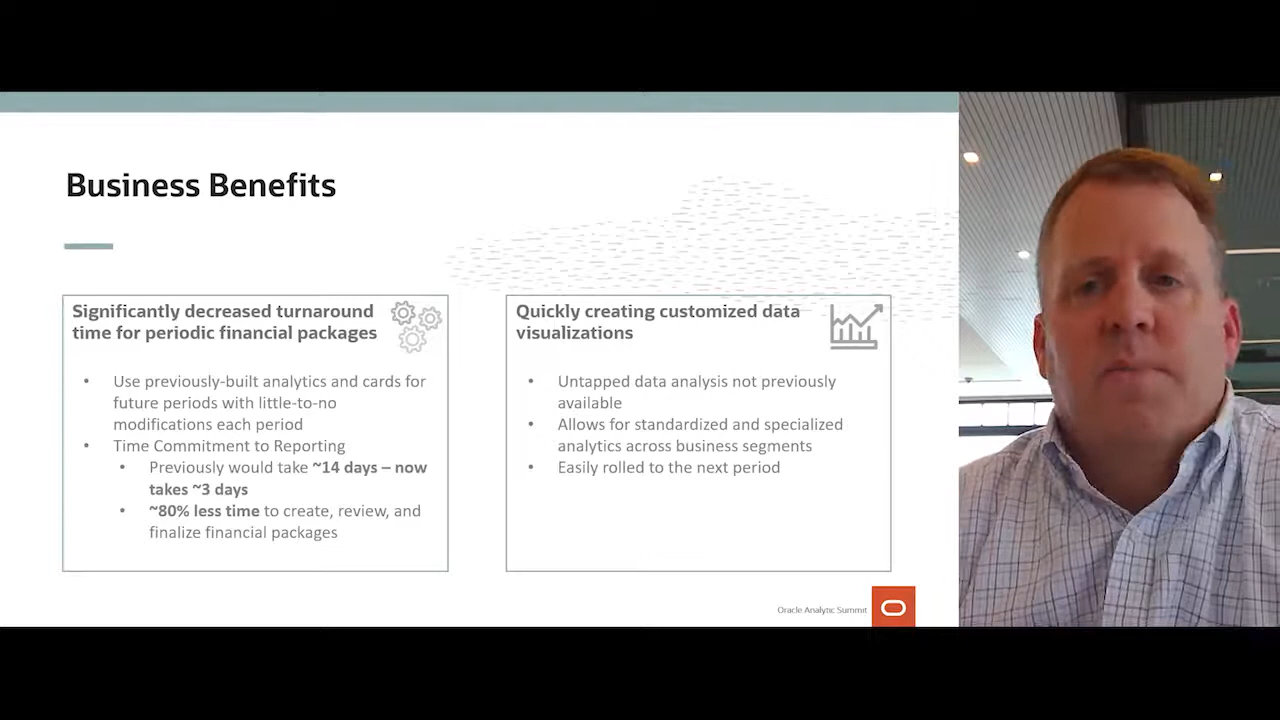 Business Benefits
Significantly decreased turnaround
time for periodic financial packages
• Use previously-built analytics and cards for
future periods with little-to-no
modifications each period
• Time Commitment to Reporting
• Previously would take ~14 days – now
takes ~3 days
• ~80% less time to create, review, and
finalize financial packages
Quickly creating customized data
visualizations
• Untapped data analysis not previously
available
• Allows for standardized and specialized
analytics across business segments
• Easily rolled to the next period
Oracle Analytic Summit